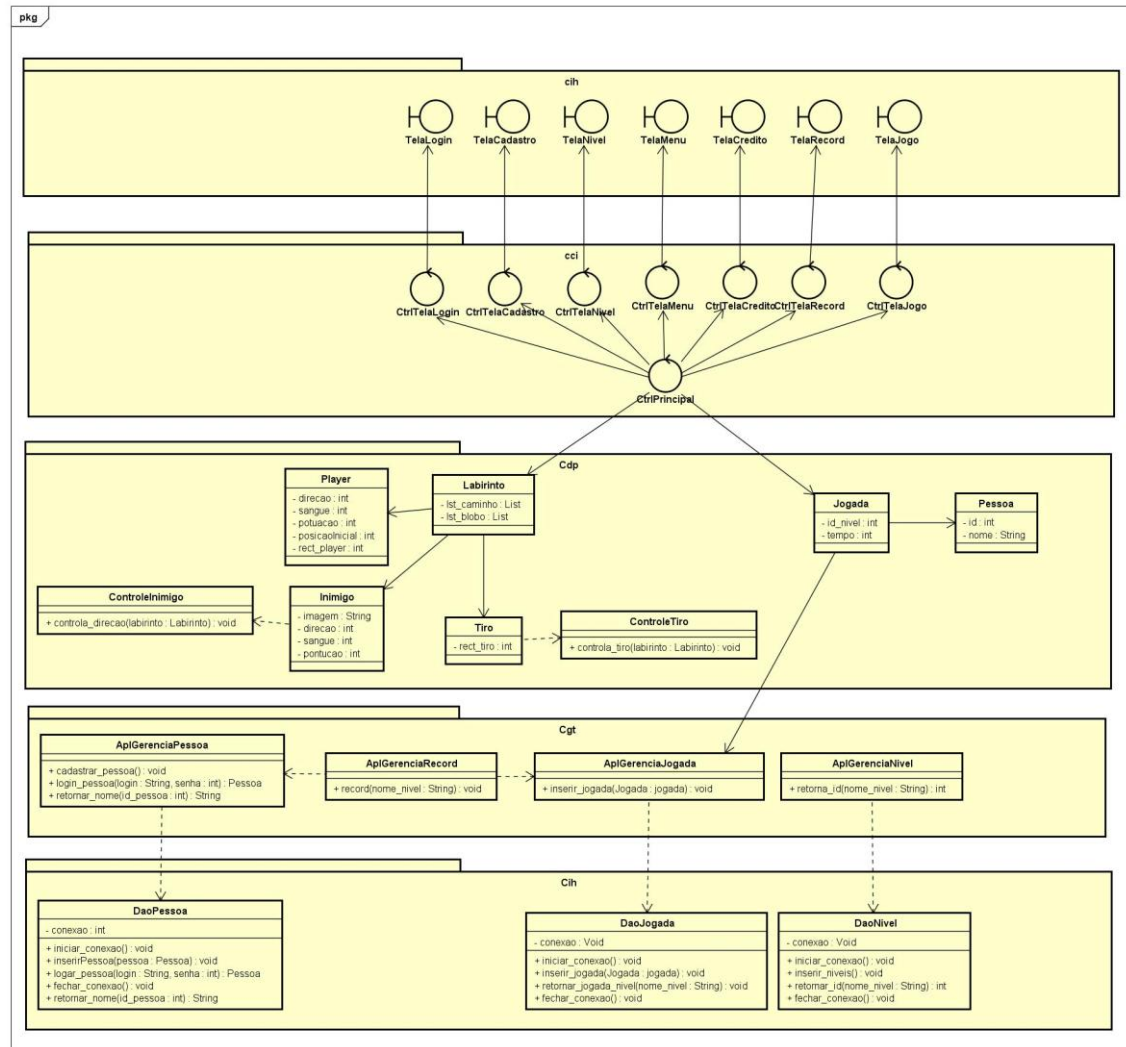 pkg
cih
TelaLogin
TelaCadastro
TelaNivel
TelaMenu
TelaCredito
TelaRecord
TelaJogo
cci
CtrlTelaLogin
CtrlTelaCadastro
CtrlTelaNivel
CtrlTelaMenu
CtrlTelaCredito
CtrlTelaRecord
CtrlTelaJogo
CtrlPrincipal
Cdp
Player
- direcao : int
- sangue : int
- potuacao : int
- posicaoInicial : int
- rect_player : int
Labirinto
- lst_caminho : List
- lst_blobo : List
Jogada
- id_nivel : int
- tempo : int
Pessoa
- id : int
- nome : String
ControleInimigo
+ controla_direcao(labirinto : Labirinto) : void
Inimigo
- imagem : String
- direcao : int
- sangue : int
- pontucao : int
Tiro
- rect_tiro : int
ControleTiro
+ controla_tiro(labirinto : Labirinto) : void
Cgt
AplGerenciaPessoa
+ cadastrar_pessoa() : void
+ login_pessoa(login : String, senha : int) : Pessoa
+ retornar_nome(id_pessoa : int) : String
AplGerenciaRecord
+ record(nome_nivel : String) : void
AplGerenciaJogada
+ inserir_jogada(Jogada : jogada) : void
AplGerenciaNivel
+ retorna_id(nome_nivel : String) : int
Cih
DaoPessoa
- conexao : int
+ iniciar_conexao() : void
+ inserirPessoa(pessoa : Pessoa) : void
+ logar_pessoa(login : String, senha : int) : Pessoa
+ fechar_conexao() : void
+ retornar_nome(id_pessoa : int) : String
DaoJogada
- conexao : Void
+ iniciar_conexao() : void
+ inserir_jogada(Jogada : jogada) : void
+ retornar_jogada_nivel(nome_nivel : String) : void
+ fechar_conexao() : void
DaoNivel
- conexao : Void
+ iniciar_conexao() : void
+ inserir_niveis() : void
+ retornar_id(nome_nivel : String) : int
+ fechar_conexao() : void